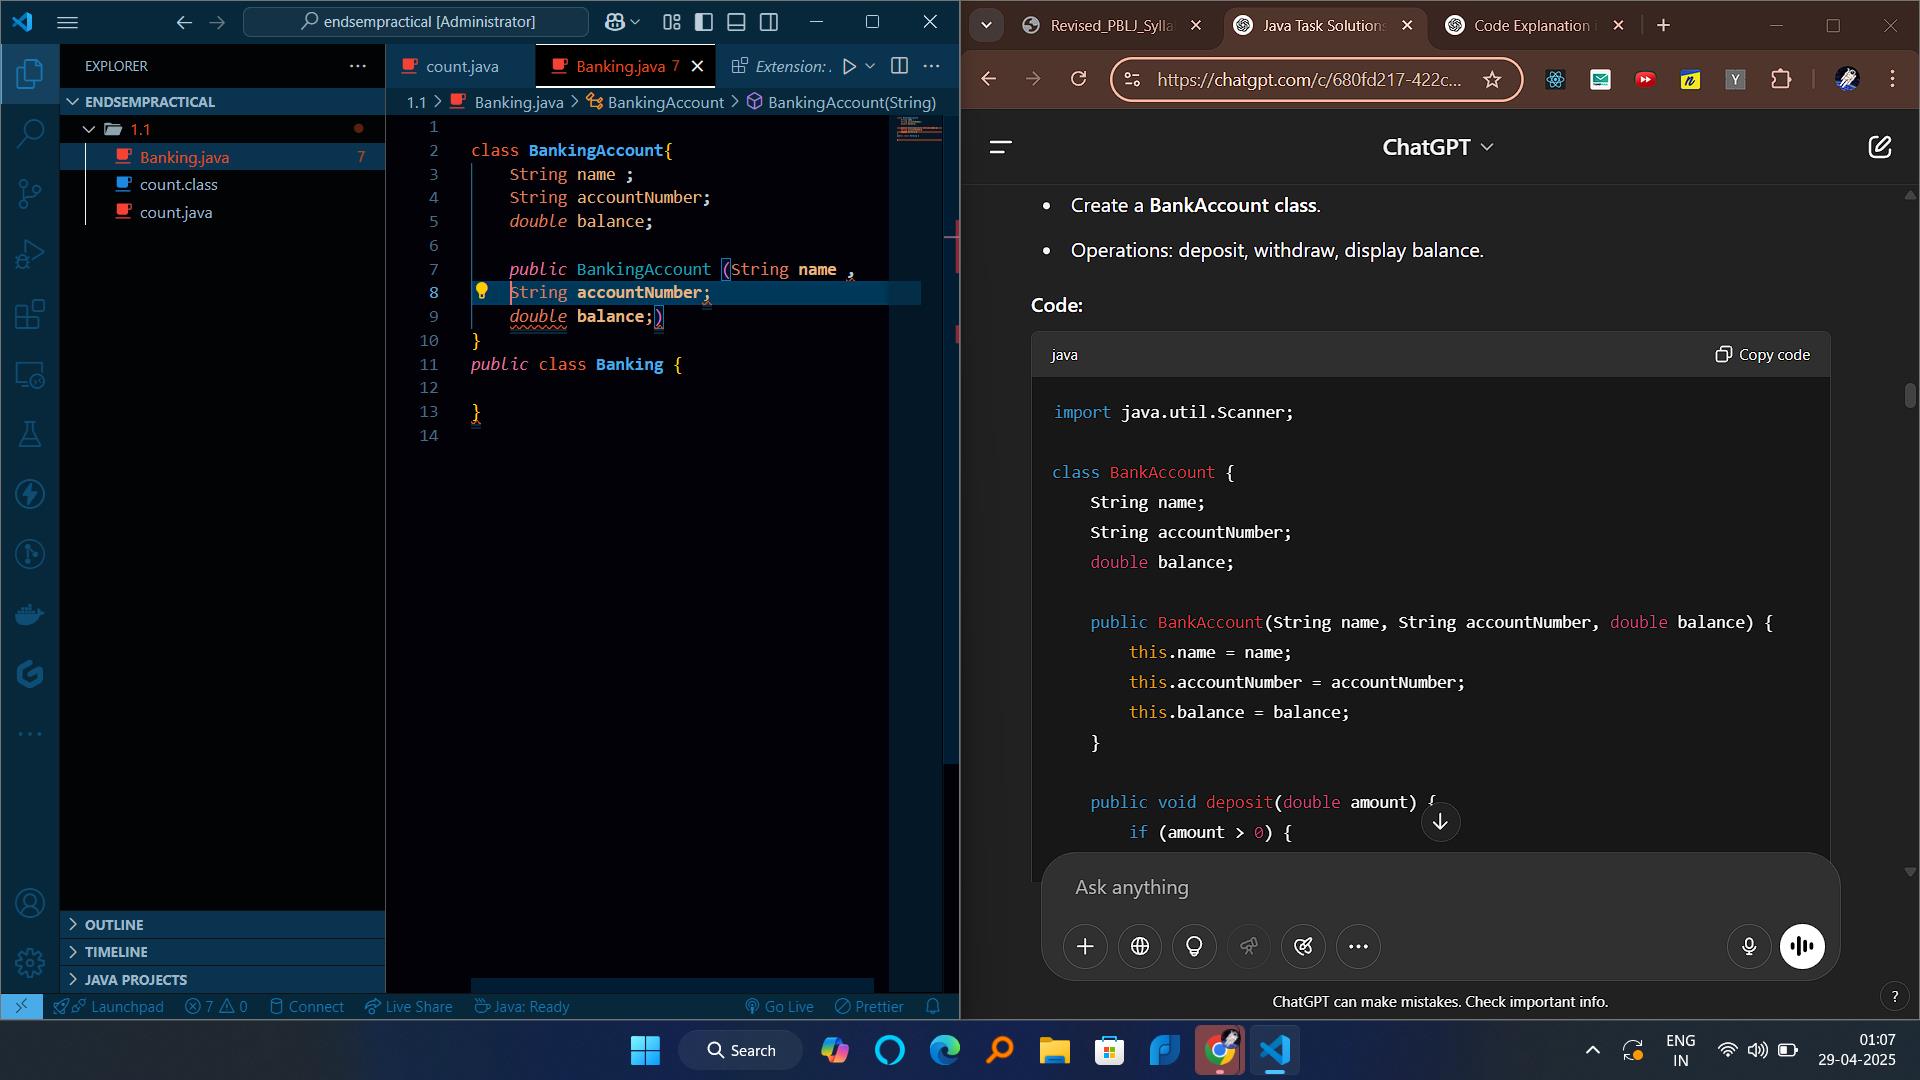 endsempractical [Administrator]
EXPLORER
ENDSEMPRACTICAL
1.1
Banking.java 7
count.class
count.java
OUTLINE
TIMELINE
JAVA PROJECTS
count.java
Banking.java 7
Extension:
1.1 > Banking.java > BankingAccount > BankingAccount(String)
1
2 class BankingAccount{
3 String name ;
4 String accountNumber;
5 double balance;
6
7 public BankingAccount (String name ,
8 String accountNumber;
9 double balance;)
10 }
11 public class Banking {
12
13 }
14
Launchpad 7 0 Connect Live Share Java: Ready Go Live Prettier
Revised_PBLJ_Sylla
Java Task Solutions
Code Explanation
https://chatgpt.com/c/680fd217-422c...
ChatGPT
• Create a BankAccount class.
• Operations: deposit, withdraw, display balance.
Code:
java Copy code
import java.util.Scanner;
class BankAccount {
String name;
String accountNumber;
double balance;
public BankAccount(String name, String accountNumber, double balance) {
this.name = name;
this.accountNumber = accountNumber;
this.balance = balance;
}
public void deposit(double amount) {
if (amount > 0) {
Ask anything
ChatGPT can make mistakes. Check important info.
?
Search
ENG
IN
01:07
29-04-2025